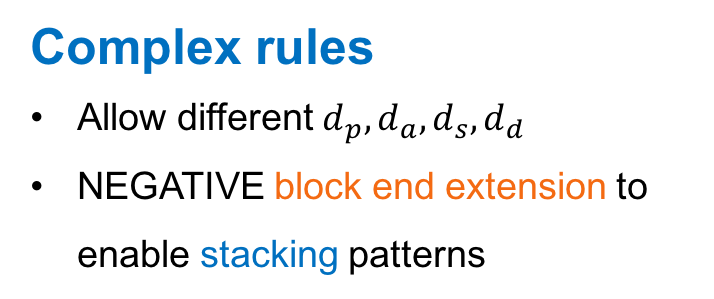 Complex rules
• Allow different d_p, d_a, d_s, d_d
• NEGATIVE block end extension to
enable stacking patterns